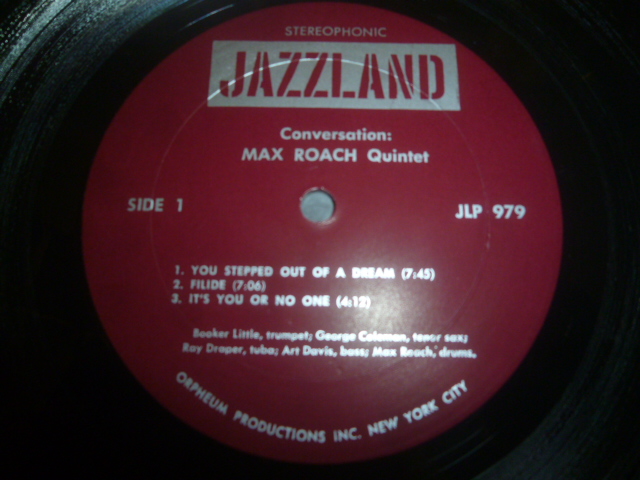 STEREOPHONIC
JAZZLAND
Conversation:
MAX ROACH Quintet
SIDE 1
JLP 979
1. YOU STEPPED OUT OF A DREAM (7:45)
2. FILIDE (7:06)
3. IT'S YOU OR NO ONE (4:12)
Booker Little, trumpet; George Coleman, tenor sax;
Ray Draper, tuba; Art Davis, bass; Max Roach, drums.
ORPHEUM PRODUCTIONS INC. NEW YORK CITY